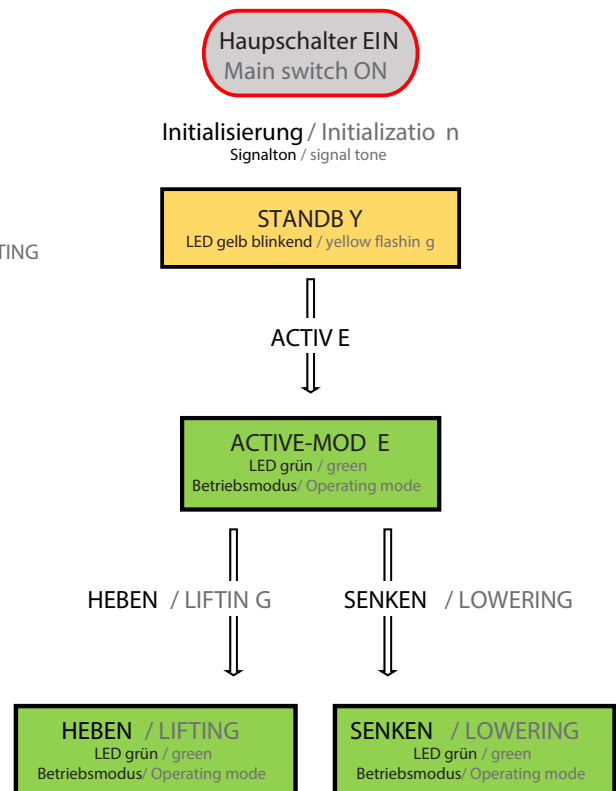 Haupschalter EIN
Main switch ON
Initialisierung / Initializatio n
Signalton / signal tone
STANDB Y
LED gelb blinkend / yellow flashin g
TING
ACTIV E
ACTIVE-MOD E
LED grün / green
Betriebsmodus/ Operating mode
HEBEN / LIFTIN G
SENKEN / LOWERING
HEBEN / LIFTING
LED grün / green
Betriebsmodus/ Operating mode
SENKEN / LOWERING
LED grün / green
Betriebsmodus/ Operating mode